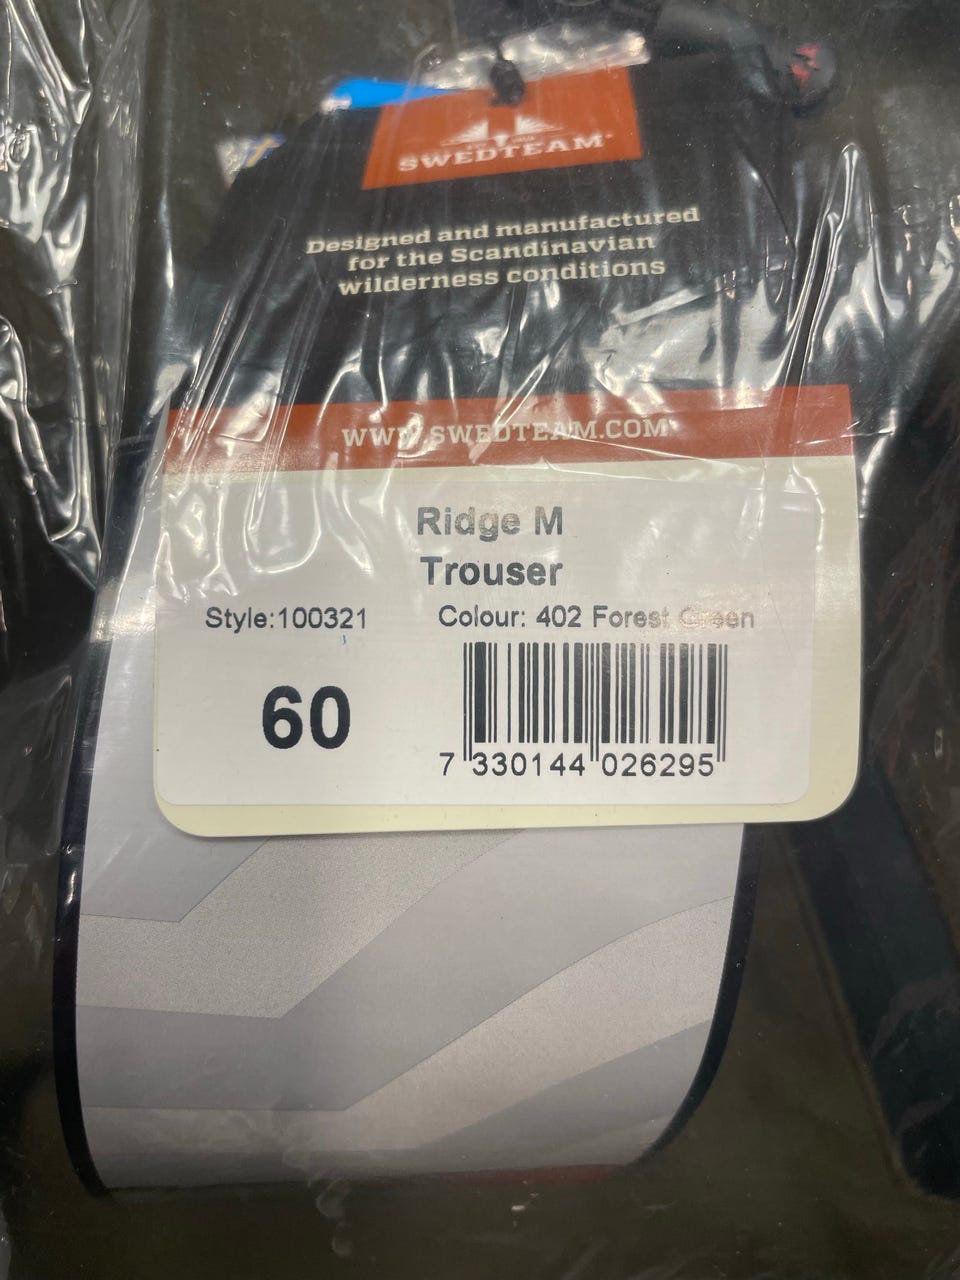 SWEDTEAM
Designed and manufactured
for the Scandinavian
wilderness conditions
WWW.SWEDTEAM.COM
Ridge M
Trouser
Style:100321 Colour: 402 Forest Green
60
7 330144 026295